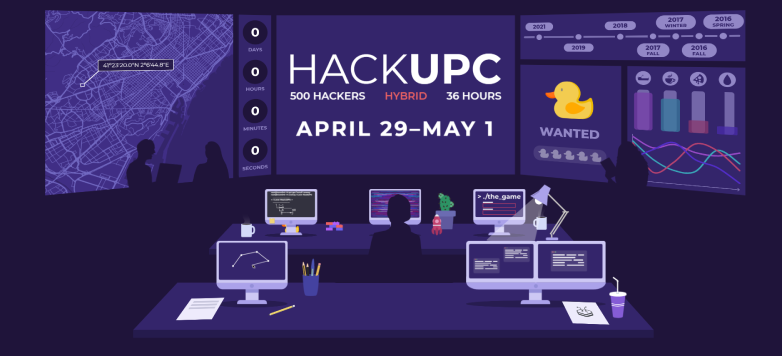 41°23'20.0"N 2°6'44.8"E
0
DAYS
0
HOURS
0
MINUTES
0
SECONDS
HACKUPC
500 HACKERS HYBRID 36 HOURS
APRIL 29–MAY 1
2021
2019
2018
2017
WINTER
2017
FALL
2016
SPRING
2016
FALL
WANTED
> ./the_game